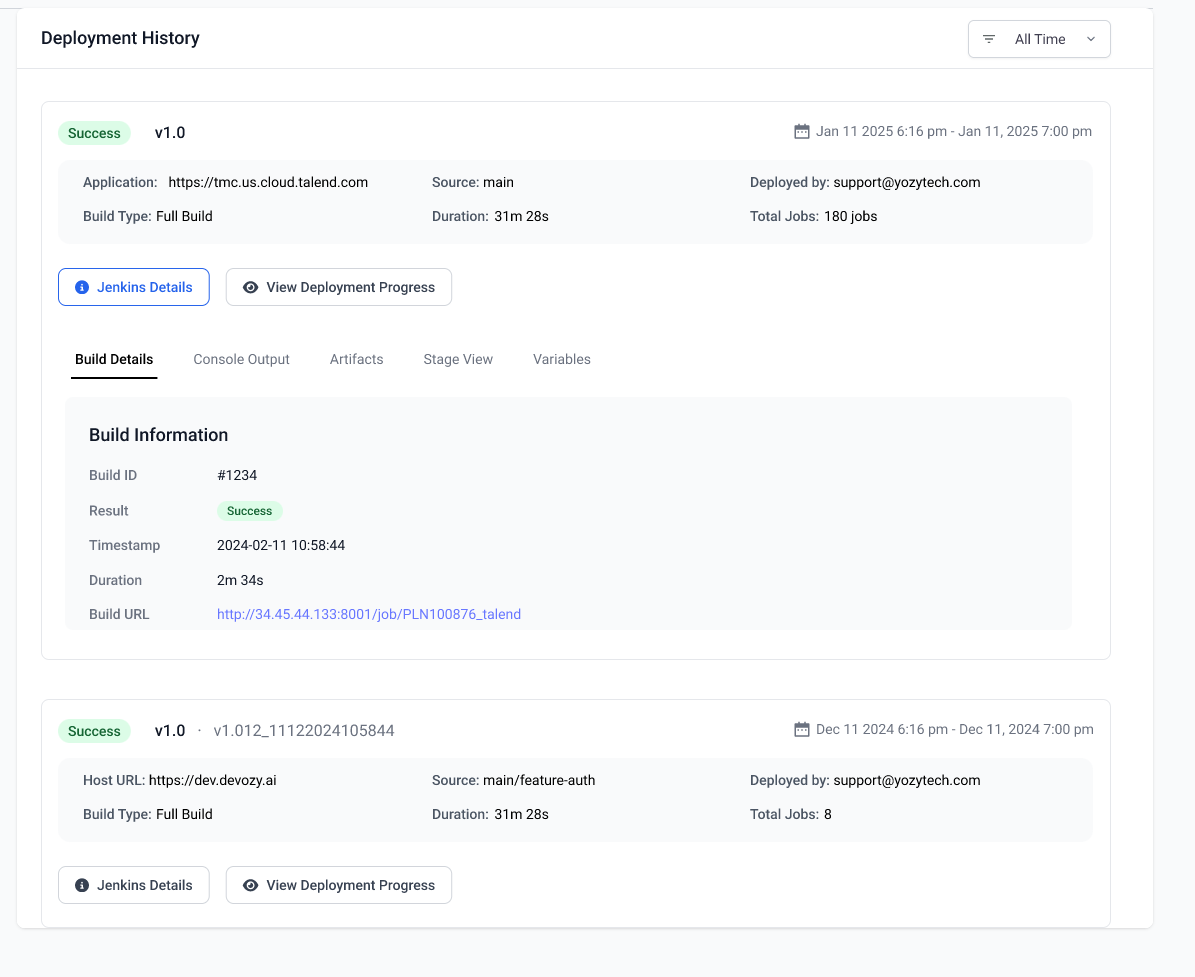 Deployment History
All Time
Success v1.0 Jan 11 2025 6:16 pm - Jan 11, 2025 7:00 pm
Application: https://tmc.us.cloud.talend.com Source: main Deployed by: support@yozytech.com
Build Type: Full Build Duration: 31m 28s Total Jobs: 180 jobs
Jenkins Details View Deployment Progress
Build Details Console Output Artifacts Stage View Variables
Build Information
Build ID #1234
Result Success
Timestamp 2024-02-11 10:58:44
Duration 2m 34s
Build URL http://34.45.44.133:8001/job/PLN100876_talend
Success v1.0 · v1.012_11122024105844 Dec 11 2024 6:16 pm - Dec 11, 2024 7:00 pm
Host URL: https://dev.devozy.ai Source: main/feature-auth Deployed by: support@yozytech.com
Build Type: Full Build Duration: 31m 28s Total Jobs: 8
Jenkins Details View Deployment Progress